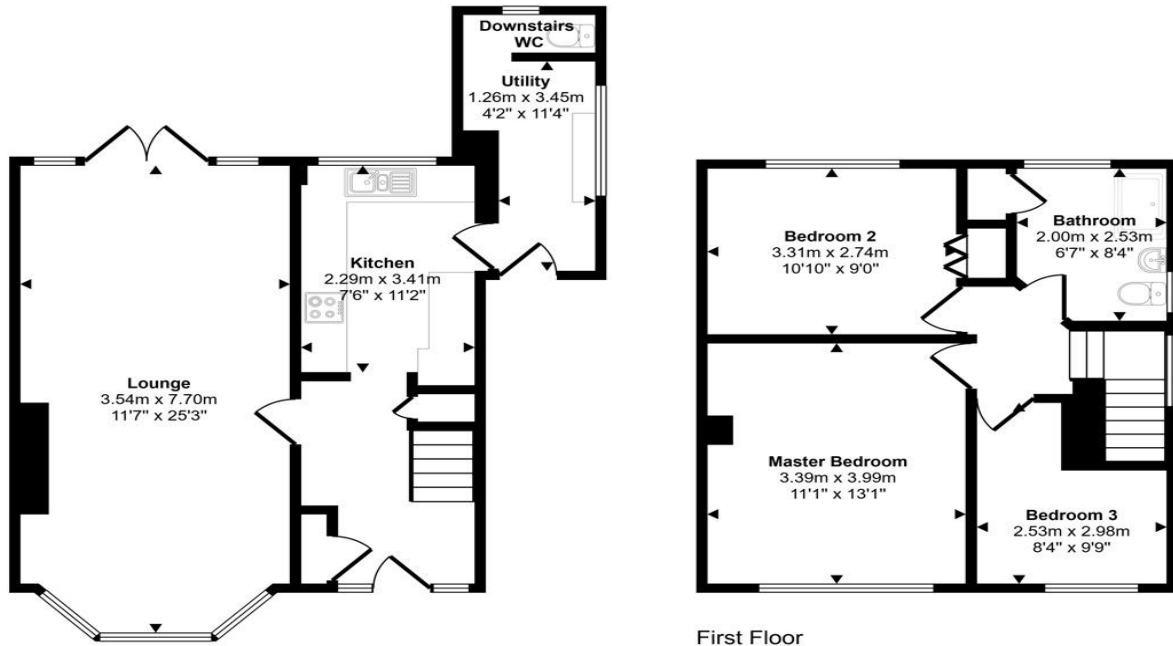 Downstairs
WC
Utility
1.26m x 3.45m
4'2" x 11'4"
Kitchen
2.29m x 3.41m
7'6" x 11'2"
Lounge
3.54m x 7.70m
11'7" x 25'3"
Bedroom 2
3.31m x 2.74m
10'10" x 9'0"
Bathroom
2.00m x 2.53m
6'7" x 8'4"
Master Bedroom
3.39m x 3.99m
11'1" x 13'1"
Bedroom 3
2.53m x 2.98m
8'4" x 9'9"
First Floor